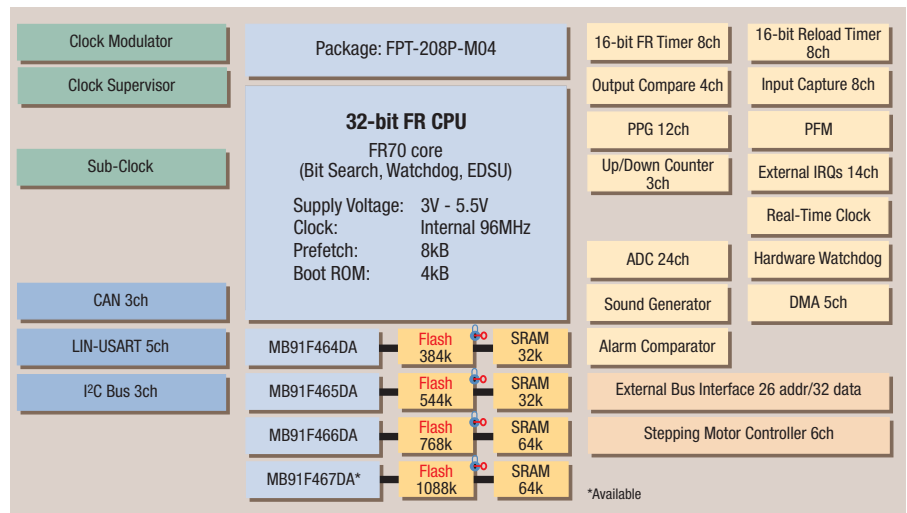 Clock Modulator
Clock Supervisor
Sub-Clock
CAN 3ch
LIN-USART 5ch
I²C Bus 3ch
Package: FPT-208P-M04
32-bit FR CPU
FR70 core
(Bit Search, Watchdog, EDSU)
Supply Voltage: 3V - 5.5V
Clock: Internal 96MHz
Prefetch: 8kB
Boot ROM: 4kB
MB91F464DA Flash 384k SRAM 32k
MB91F465DA Flash 544k SRAM 32k
MB91F466DA Flash 768k SRAM 64k
MB91F467DA* Flash 1088k SRAM 64k
16-bit FR Timer 8ch
16-bit Reload Timer
8ch
Output Compare 4ch
Input Capture 8ch
PPG 12ch
PFM
Up/Down Counter
3ch
External IRQs 14ch
Real-Time Clock
ADC 24ch
Hardware Watchdog
Sound Generator
DMA 5ch
Alarm Comparator
External Bus Interface 26 addr/32 data
Stepping Motor Controller 6ch
*Available